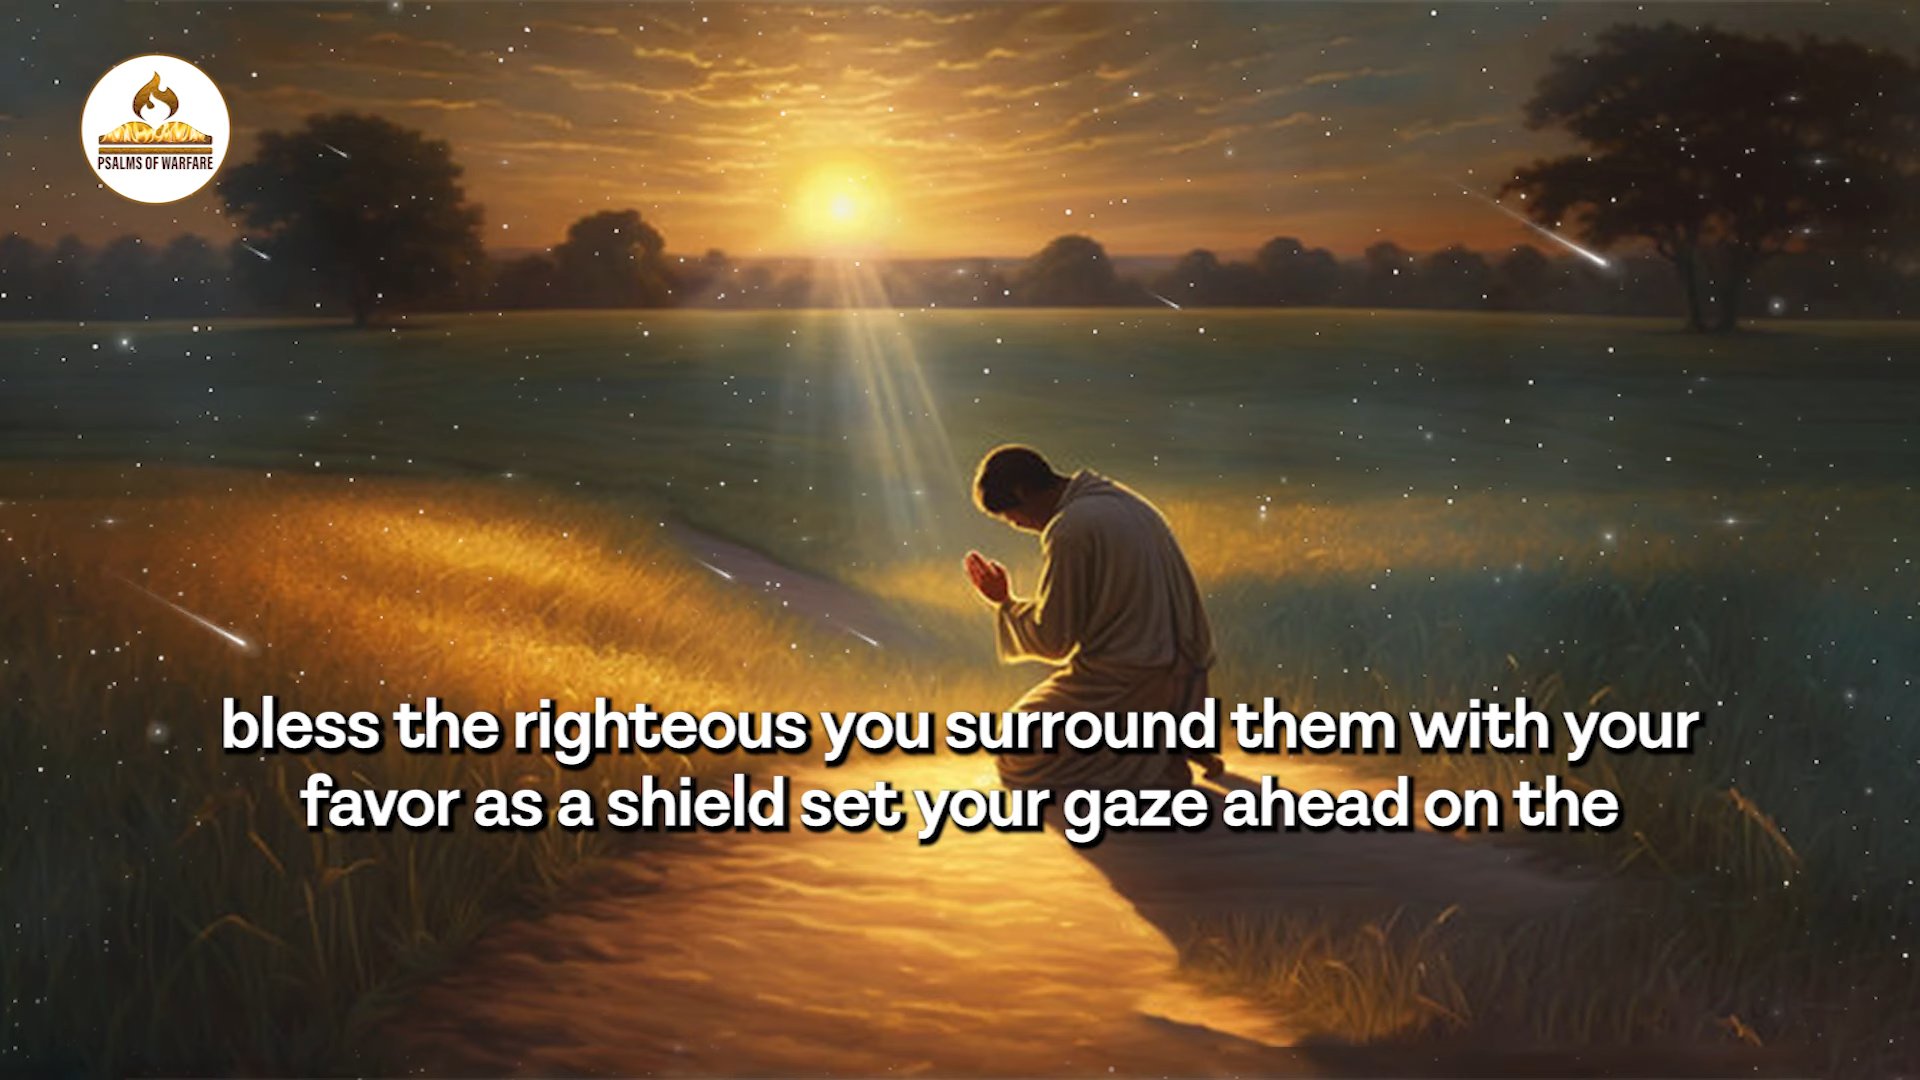 PSALMS OF WARFARE
bless the righteous you surround them with your
favor as a shield set your gaze ahead on the